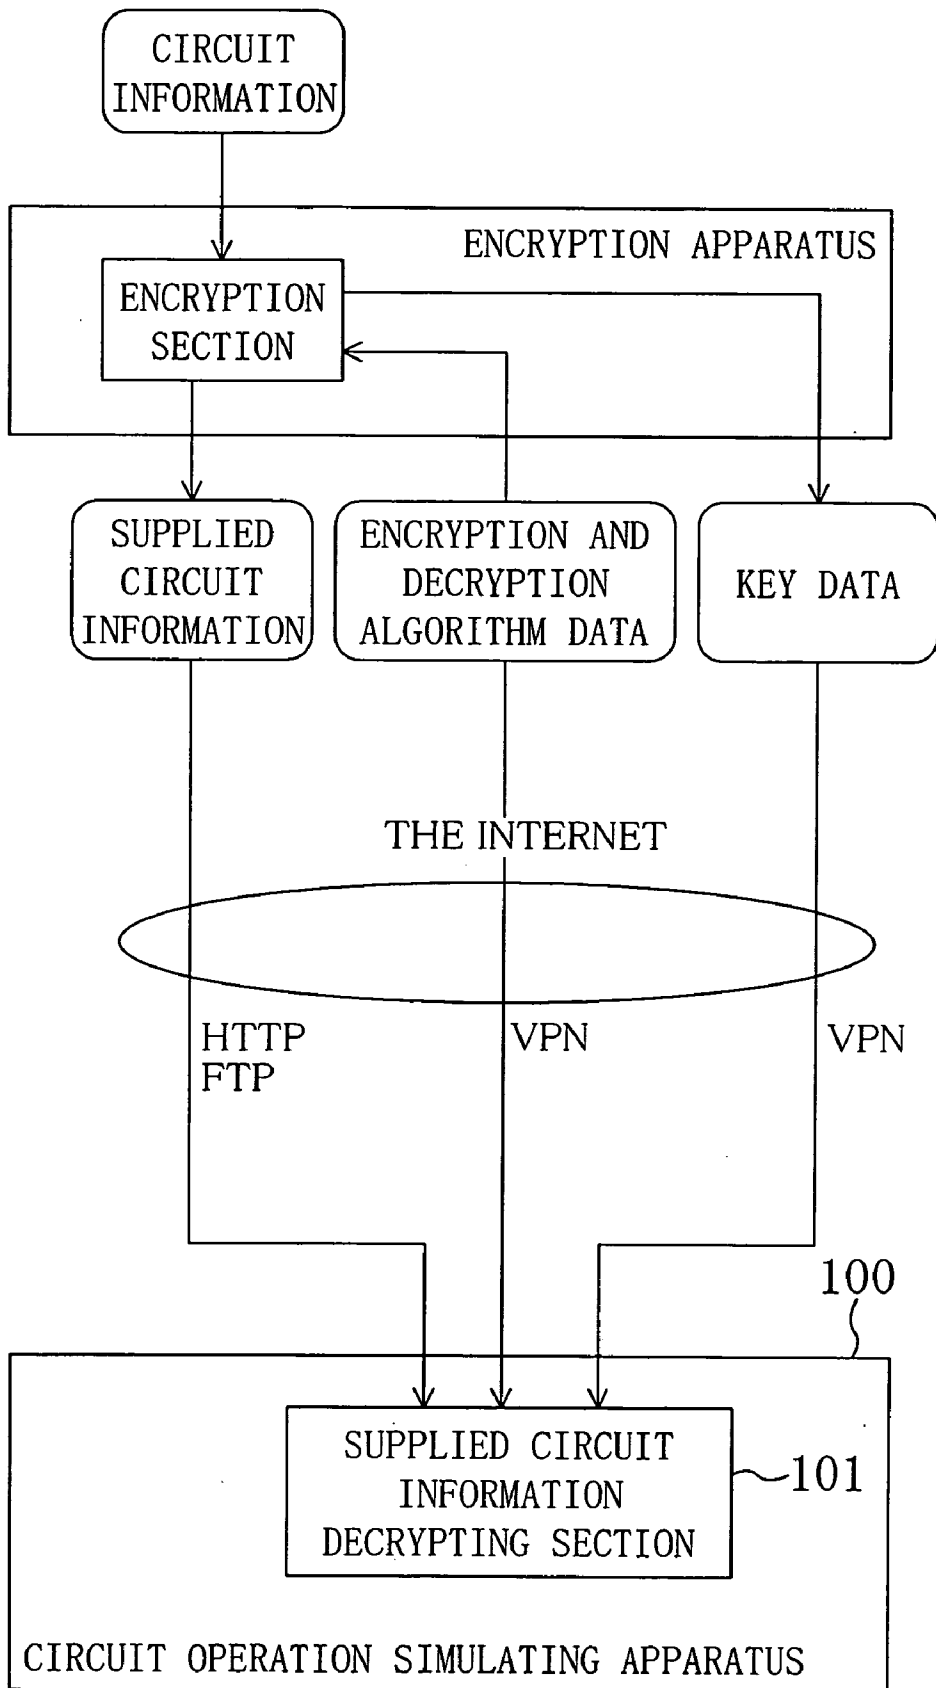 CIRCUIT
INFORMATION
ENCRYPTION APPARATUS
ENCRYPTION
SECTION
SUPPLIED
CIRCUIT
INFORMATION
ENCRYPTION AND
DECRYPTION
ALGORITHM DATA
KEY DATA
THE INTERNET
HTTP
FTP
VPN
VPN
100
SUPPLIED CIRCUIT
INFORMATION
DECRYPTING SECTION
101
CIRCUIT OPERATION SIMULATING APPARATUS